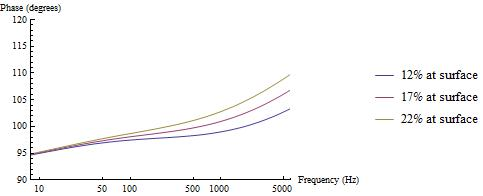 Phase (degrees)
120
115
110
105
100
95
90
10 50 100 500 1000 5000
Frequency (Hz)
12% at surface
17% at surface
22% at surface